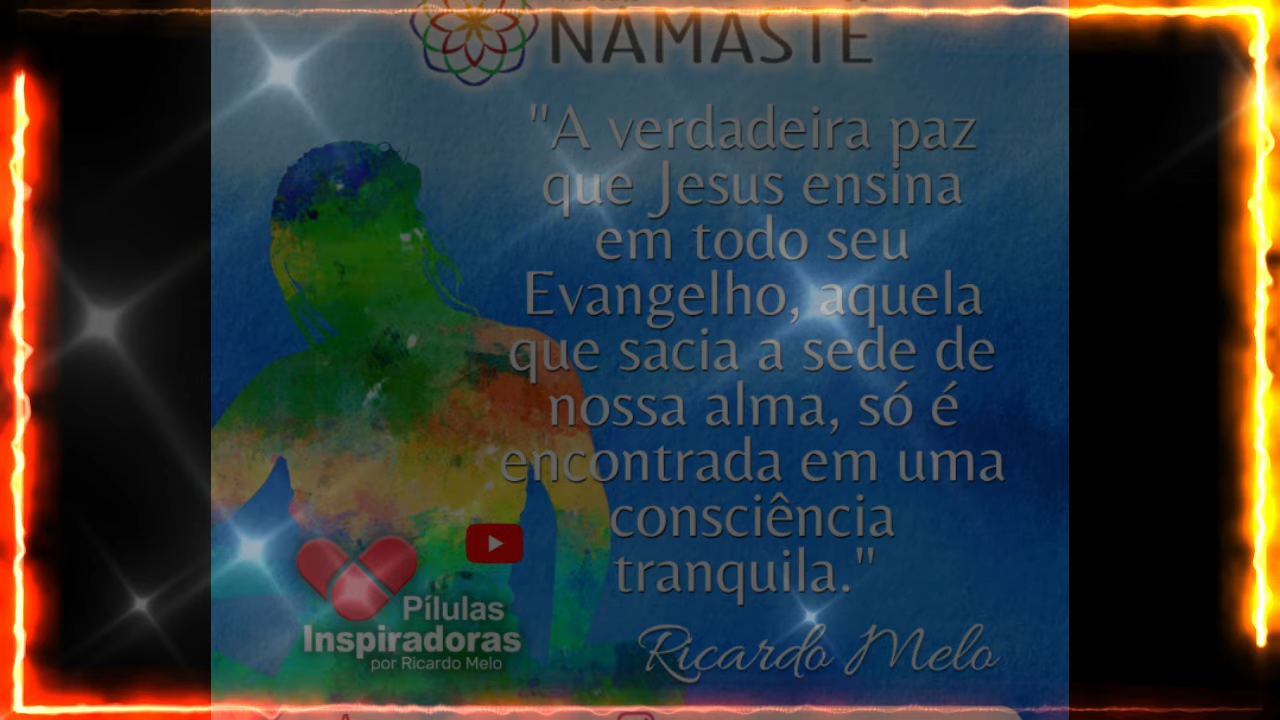 NAMASTE
"A verdadeira paz
que Jesus ensina
em todo seu
Evangelho, aquela
que sacia a sede de
nossa alma, só é
encontrada em uma
consciência
tranquila."
Ricardo Melo
Pílulas
Inspiradoras
por Ricardo Melo